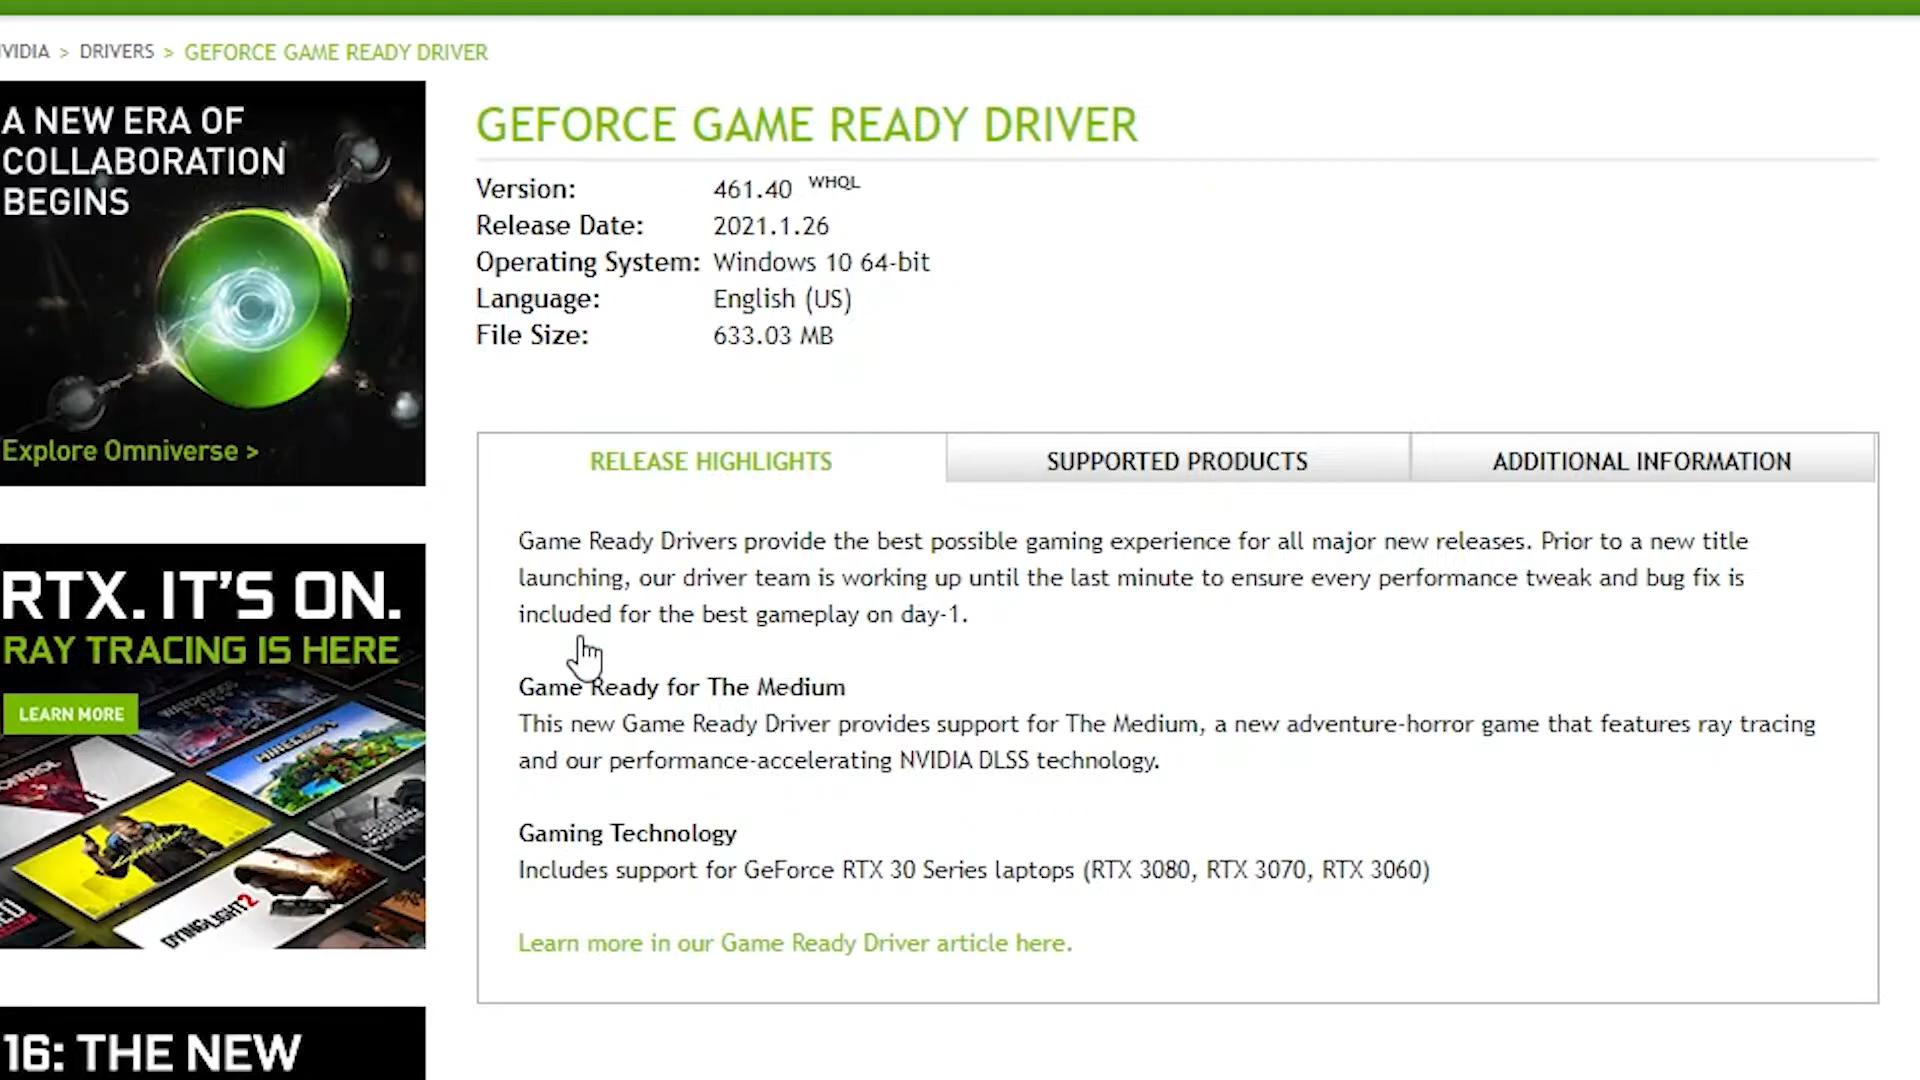 VIDIA > DRIVERS > GEFORCE GAME READY DRIVER
A NEW ERA OF
COLLABORATION
BEGINS
Explore Omniverse >
RTX. IT'S ON.
RAY TRACING IS HERE
LEARN MORE
MINECRAFT
CONTROL
Cyberpunk
DYING LIGHT 2
16: THE NEW
GEFORCE GAME READY DRIVER
Version: 461.40 WHQL
Release Date: 2021.1.26
Operating System: Windows 10 64-bit
Language: English (US)
File Size: 633.03 MB
RELEASE HIGHLIGHTS SUPPORTED PRODUCTS ADDITIONAL INFORMATION
Game Ready Drivers provide the best possible gaming experience for all major new releases. Prior to a new title
launching, our driver team is working up until the last minute to ensure every performance tweak and bug fix is
included for the best gameplay on day-1.
Game Ready for The Medium
This new Game Ready Driver provides support for The Medium, a new adventure-horror game that features ray tracing
and our performance-accelerating NVIDIA DLSS technology.
Gaming Technology
Includes support for GeForce RTX 30 Series laptops (RTX 3080, RTX 3070, RTX 3060)
Learn more in our Game Ready Driver article here.